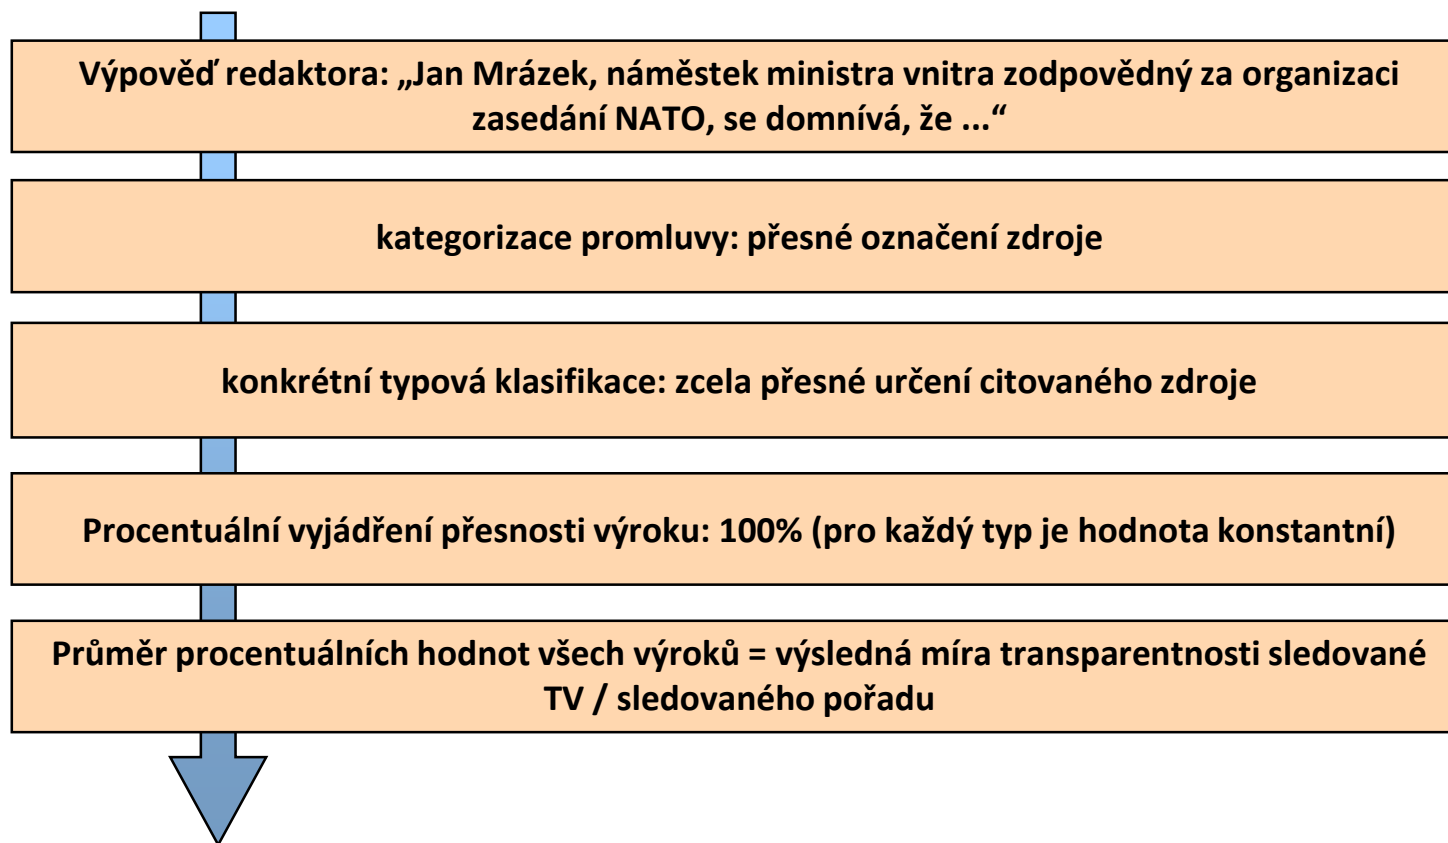 Výpověď redaktora: „Jan Mrázek, náměstek ministra vnitra zodpovědný za organizaci
zasedání NATO, se domnívá, že ...“
kategorizace promluvy: přesné označení zdroje
konkrétní typová klasifikace: zcela přesné určení citovaného zdroje
Procentuální vyjádření přesnosti výroku: 100% (pro každý typ je hodnota konstantní)
Průměr procentuálních hodnot všech výroků = výsledná míra transparentnosti sledované
TV / sledovaného pořadu